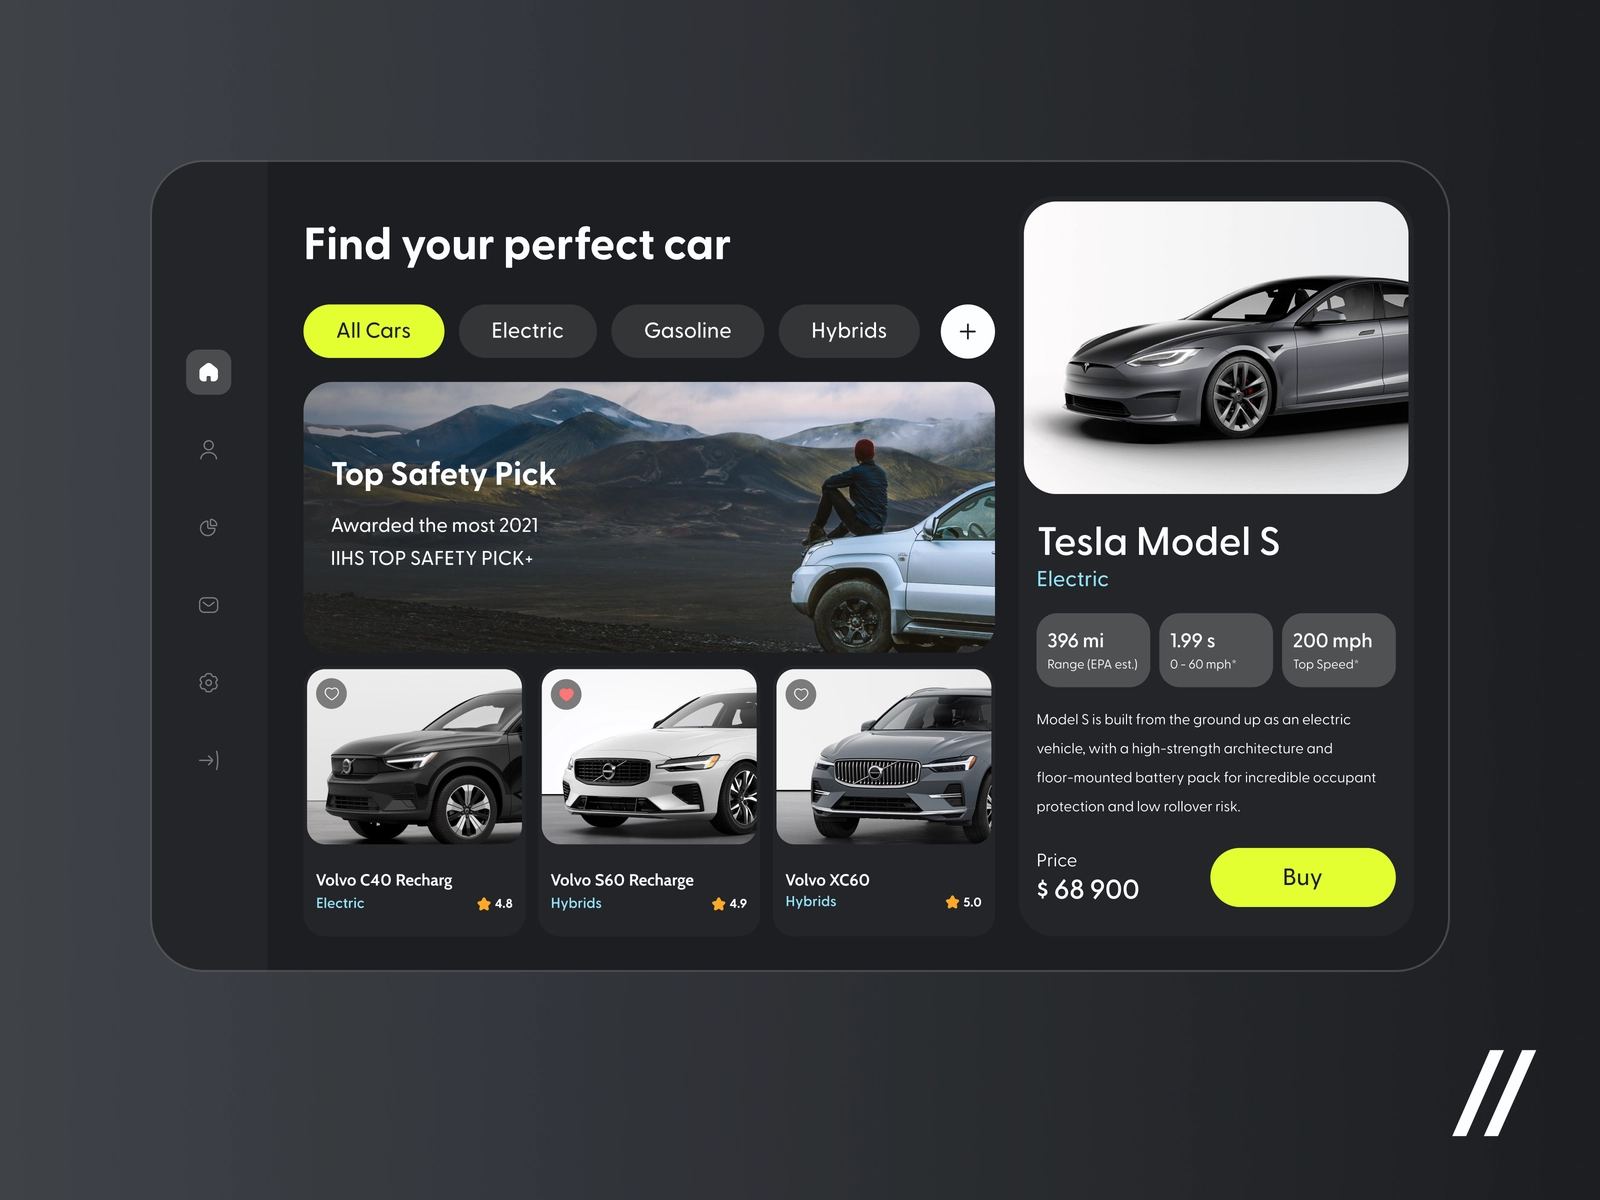 Find your perfect car
All Cars
Electric
Gasoline
Hybrids
Top Safety Pick
Awarded the most 2021
IIHS TOP SAFETY PICK+
Volvo C40 Recharg
Electric
4.8
Volvo S60 Recharge
Hybrids
4.9
Volvo XC60
Hybrids
5.0
Tesla Model S
Electric
396 mi
Range (EPA est.)
1.99 s
0 - 60 mph*
200 mph
Top Speed*
Model S is built from the ground up as an electric
vehicle, with a high-strength architecture and
floor-mounted battery pack for incredible occupant
protection and low rollover risk.
Price
$ 68 900
Buy